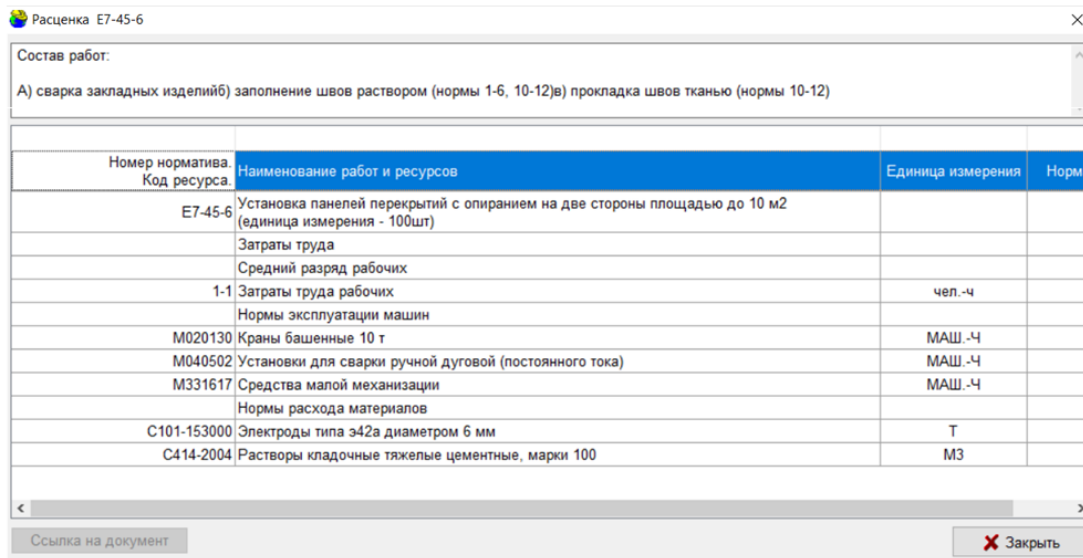 Расценка Е7-45-6
Состав работ:
А) сварка закладных изделийб) заполнение швов раствором (нормы 1-6, 10-12)в) прокладка швов тканью (нормы 10-12)
Номер норматива.
Код ресурса.
Наименование работ и ресурсов
Единица измерения
Норм
Е7-45-6
Установка панелей перекрытий с опиранием на две стороны площадью до 10 м2
(единица измерения - 100шт)
Затраты труда
Средний разряд рабочих
1-1 Затраты труда рабочих чел.-ч
Нормы эксплуатации машин
М020130 Краны башенные 10 т МАШ.-Ч
М040502 Установки для сварки ручной дуговой (постоянного тока) МАШ.-Ч
М331617 Средства малой механизации МАШ.-Ч
Нормы расхода материалов
С101-153000 Электроды типа э42а диаметром 6 мм Т
С414-2004 Растворы кладочные тяжелые цементные, марки 100 М3
Ссылка на документ
Закрыть